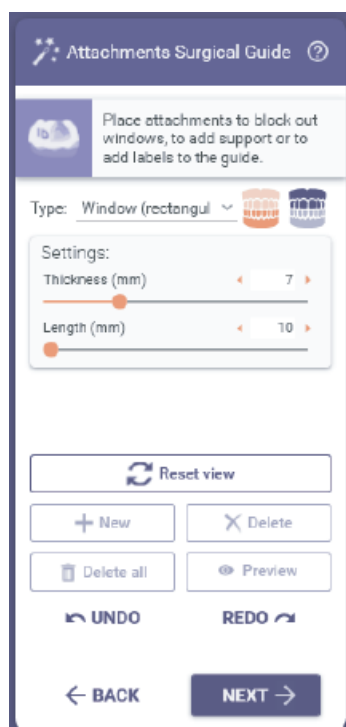 Attachments Surgical Guide
Place attachments to block out
windows, to add support or to
add labels to the guide.
Type: Window (rectangul
Settings:
Thickness (mm) 7
Length (mm) 10
Reset view
New Delete
Delete all Preview
UNDO REDO
BACK NEXT